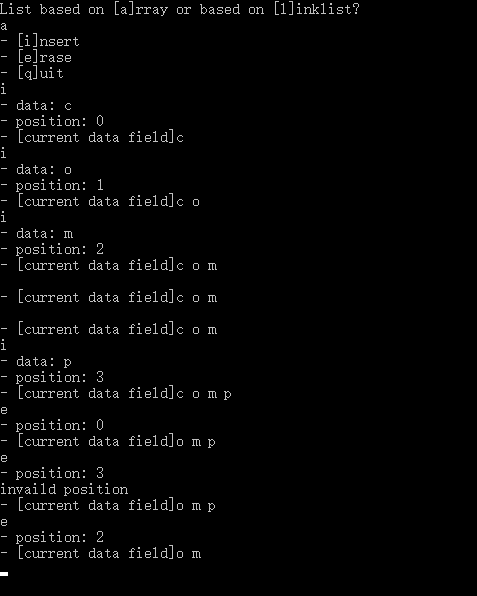 List based on [a]rray or based on [l]inklist?
a
- [i]nsert
- [e]rase
- [q]uit
i
- data: c
- position: 0
- [current data field]c
i
- data: o
- position: 1
- [current data field]c o
i
- data: m
- position: 2
- [current data field]c o m
- [current data field]c o m
- [current data field]c o m
i
- data: p
- position: 3
- [current data field]c o m p
e
- position: 0
- [current data field]o m p
e
- position: 3
invaild position
- [current data field]o m p
e
- position: 2
- [current data field]o m